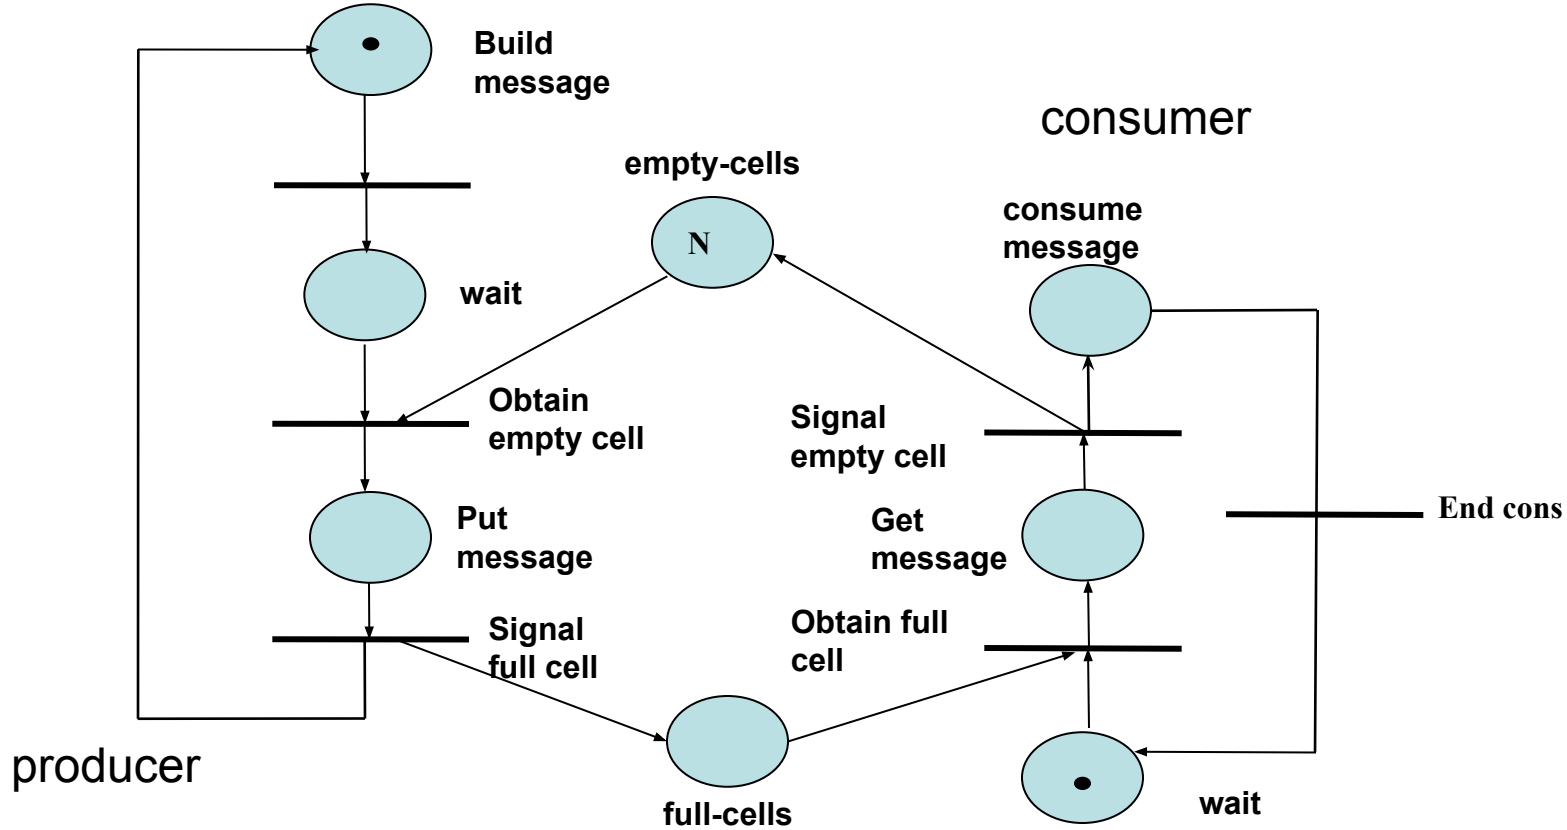 Build
message
consumer
empty-cells
N
consume
message
wait
Obtain
empty cell
Signal
empty cell
Put
message
Get
message
End cons
Signal
full cell
Obtain full
cell
producer
full-cells
wait